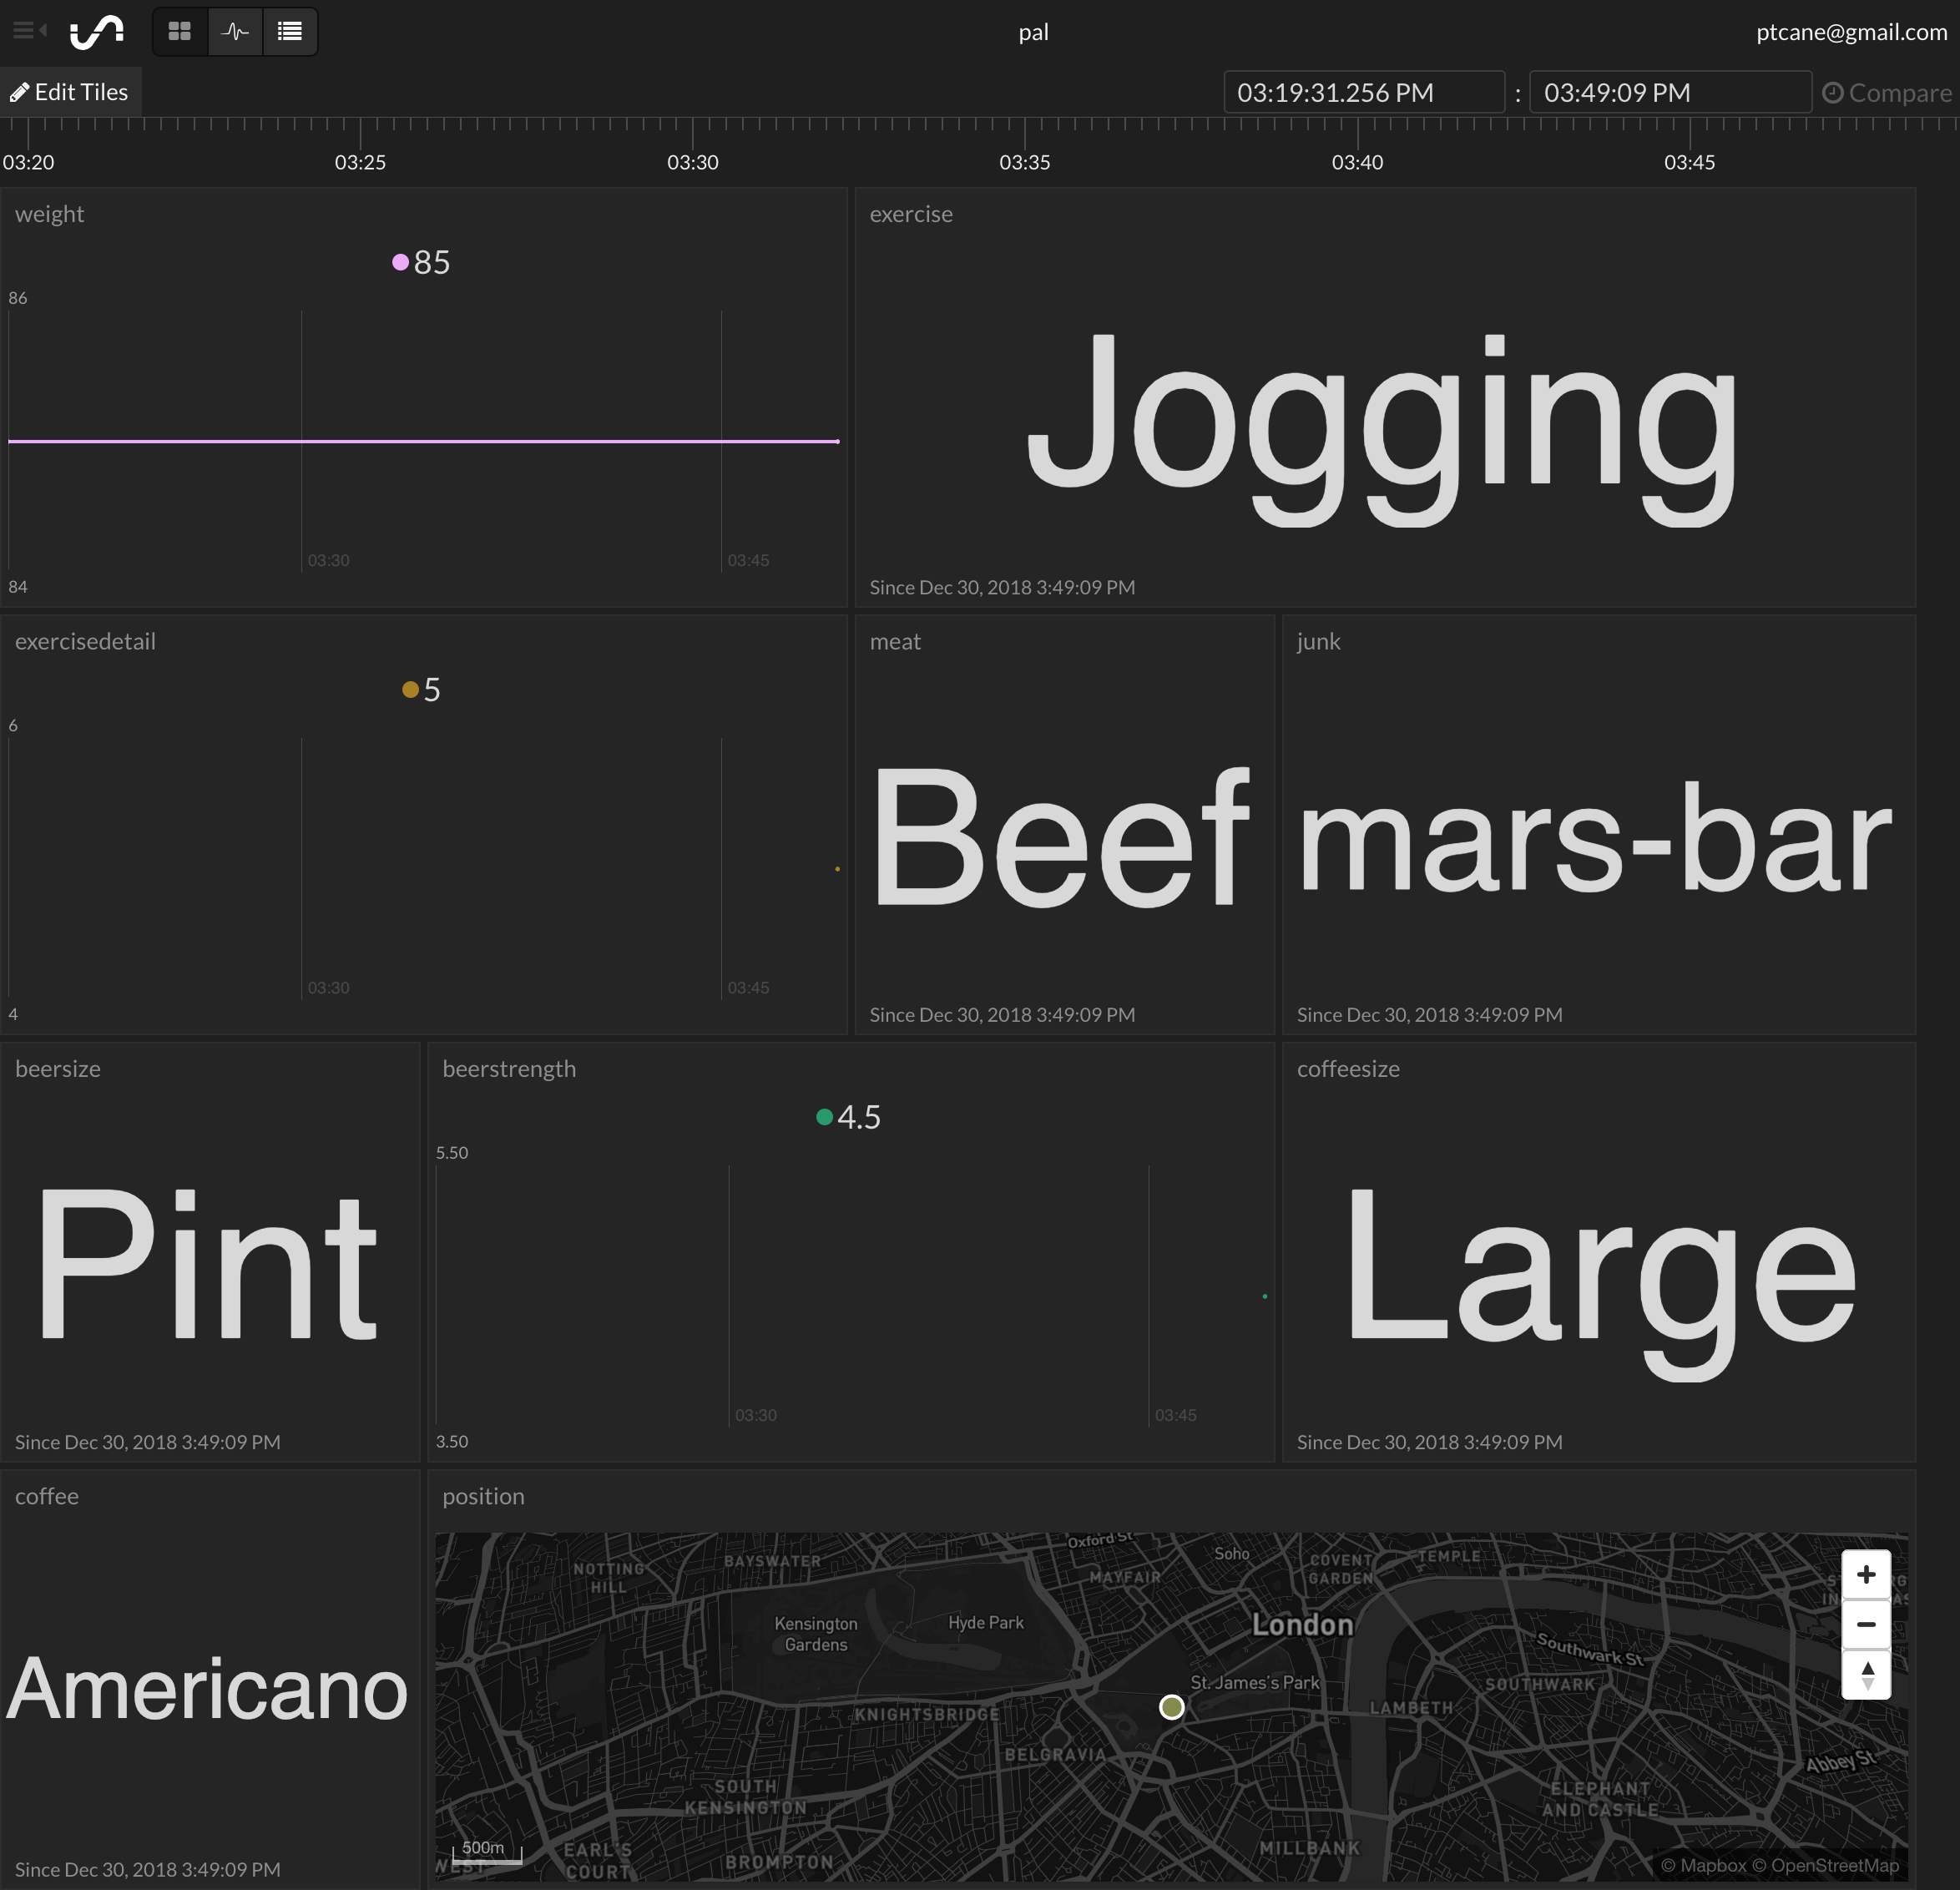 pal
ptcane@gmail.com
Edit Tiles
03:19:31.256 PM : 03:49:09 PM Compare
03:20 03:25 03:30 03:35 03:40 03:45
weight
85
86
03:30 03:45
84
exercise
Jogging
Since Dec 30, 2018 3:49:09 PM
exercisedetail
5
6
03:30 03:45
4
meat
Beef
Since Dec 30, 2018 3:49:09 PM
junk
mars-bar
Since Dec 30, 2018 3:49:09 PM
beersize
Pint
Since Dec 30, 2018 3:49:09 PM
beerstrength
4.5
5.50
03:30 03:45
3.50
coffeesize
Large
Since Dec 30, 2018 3:49:09 PM
coffee
Americano
Since Dec 30, 2018 3:49:09 PM
position
Oxford St
Soho
NOTTING
HILL
BAYSWATER
MAYFAIR
COVENT
GARDEN
TEMPLE
Kensington
Gardens
Hyde Park
London
Southwark St
St. James's Park
SOUTHWARK
KNIGHTSBRIDGE
LAMBETH
BELGRAVIA
Abbey St
SOUTH
KENSINGTON
ELEPHANT
AND CASTLE
500m
EARL'S
COURT
BROMPTON
MILLBANK
WEST
© Mapbox © OpenStreetMap